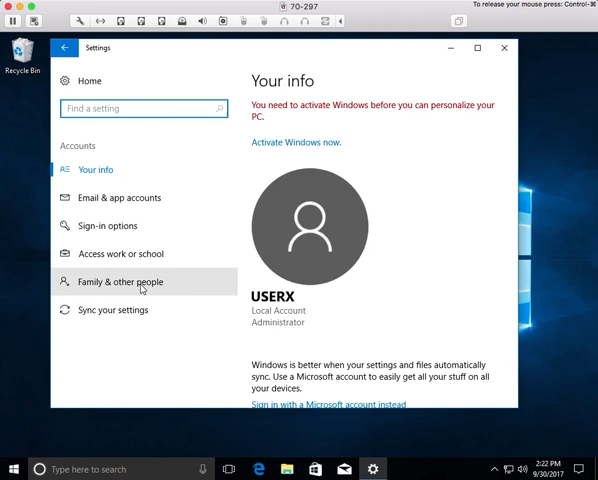 70-297
To release your mouse press: Control-⌘
Recycle Bin
Settings
Home
Find a setting
Accounts
Your info
Email & app accounts
Sign-in options
Access work or school
Family & other people
Sync your settings
Your info
You need to activate Windows before you can personalize your
PC.
Activate Windows now.
USERX
Local Account
Administrator
Windows is better when your settings and files automatically
sync. Use a Microsoft account to easily get all your stuff on all
your devices.
Sign in with a Microsoft account instead
Type here to search
2:22 PM
9/30/2017